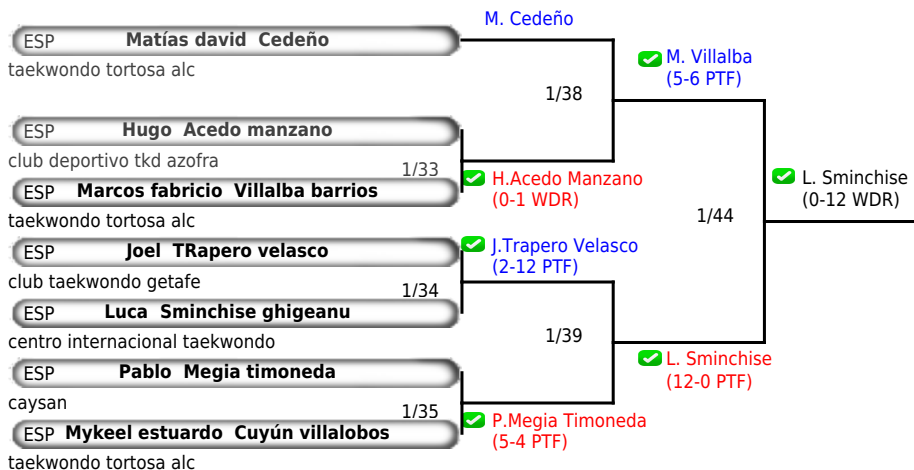 M. Cedeño
ESP Matías david Cedeño
taekwondo tortosa alc
M. Villalba
(5-6 PTF)
1/38
ESP Hugo Acedo manzano
club deportivo tkd azofra
1/33
H.Acedo Manzano
(0-1 WDR)
ESP Marcos fabricio Villalba barrios
taekwondo tortosa alc
L. Sminchise
(0-12 WDR)
1/44
ESP Joel TRapero velasco
club taekwondo getafe
J.Trapero Velasco
(2-12 PTF)
1/34
ESP Luca Sminchise ghigeanu
centro internacional taekwondo
1/39
L. Sminchise
(12-0 PTF)
ESP Pablo Megia timoneda
caysan
1/35
P.Megia Timoneda
(5-4 PTF)
ESP Mykeel estuardo Cuyún villalobos
taekwondo tortosa alc